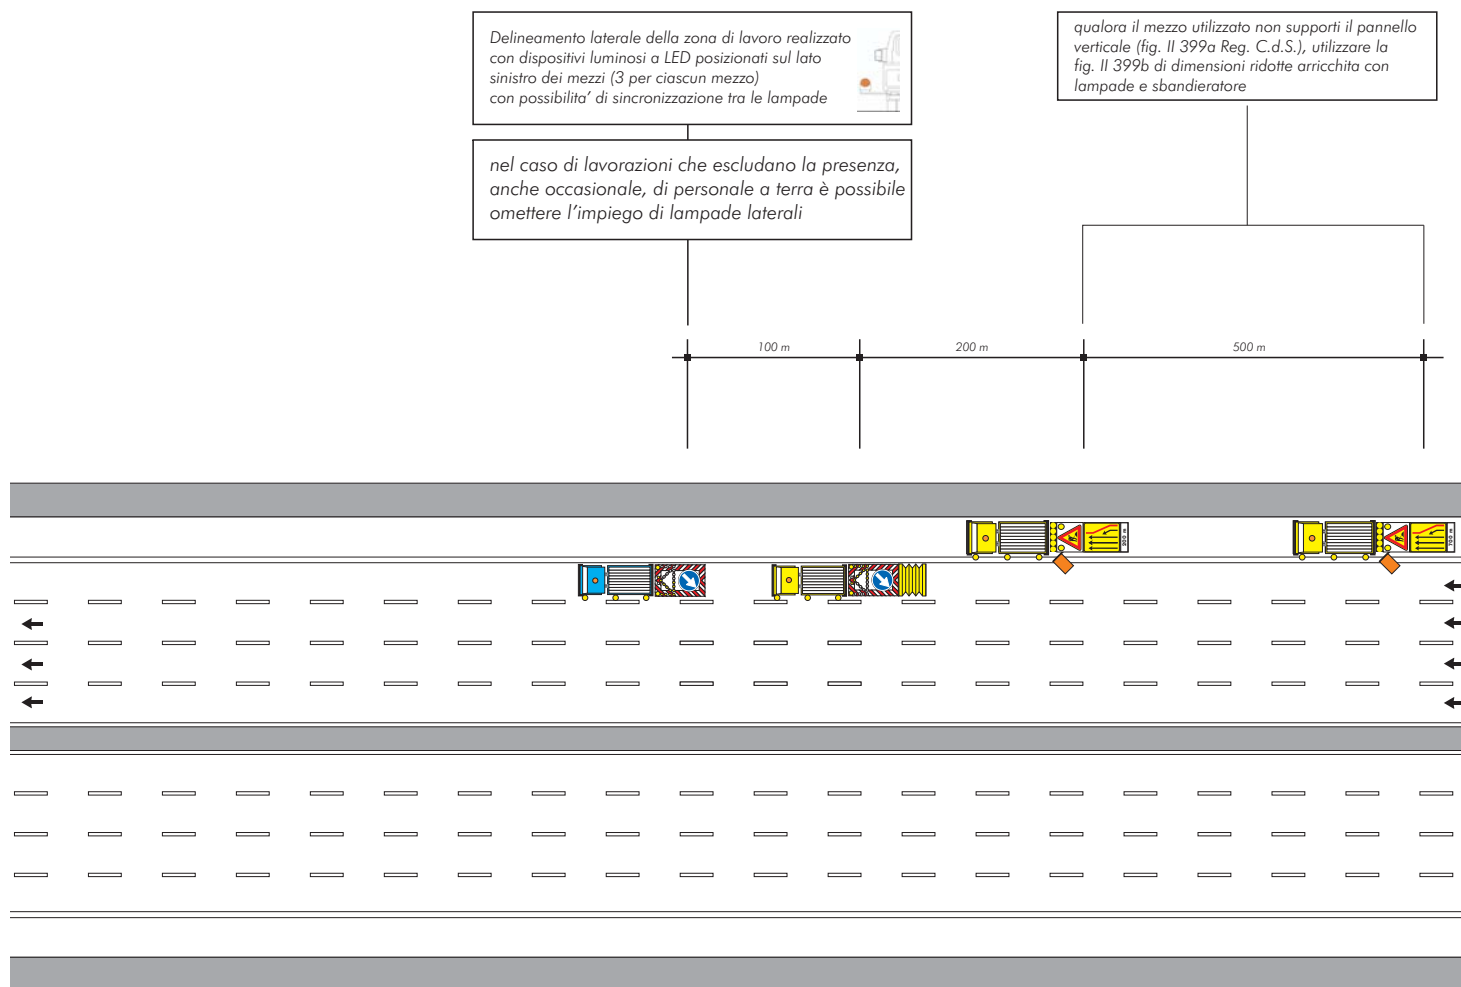 Delineamento laterale della zona di lavoro realizzato
con dispositivi luminosi a LED posizionati sul lato
sinistro dei mezzi (3 per ciascun mezzo)
con possibilita' di sincronizzazione tra le lampade
nel caso di lavorazioni che escludano la presenza,
anche occasionale, di personale a terra è possibile
omettere l'impiego di lampade laterali
qualora il mezzo utilizzato non supporti il pannello
verticale (fig. II 399a Reg. C.d.S.), utilizzare la
fig. II 399b di dimensioni ridotte arricchita con
lampade e sbandieratore
100 m
200 m
500 m
200 m
700 m